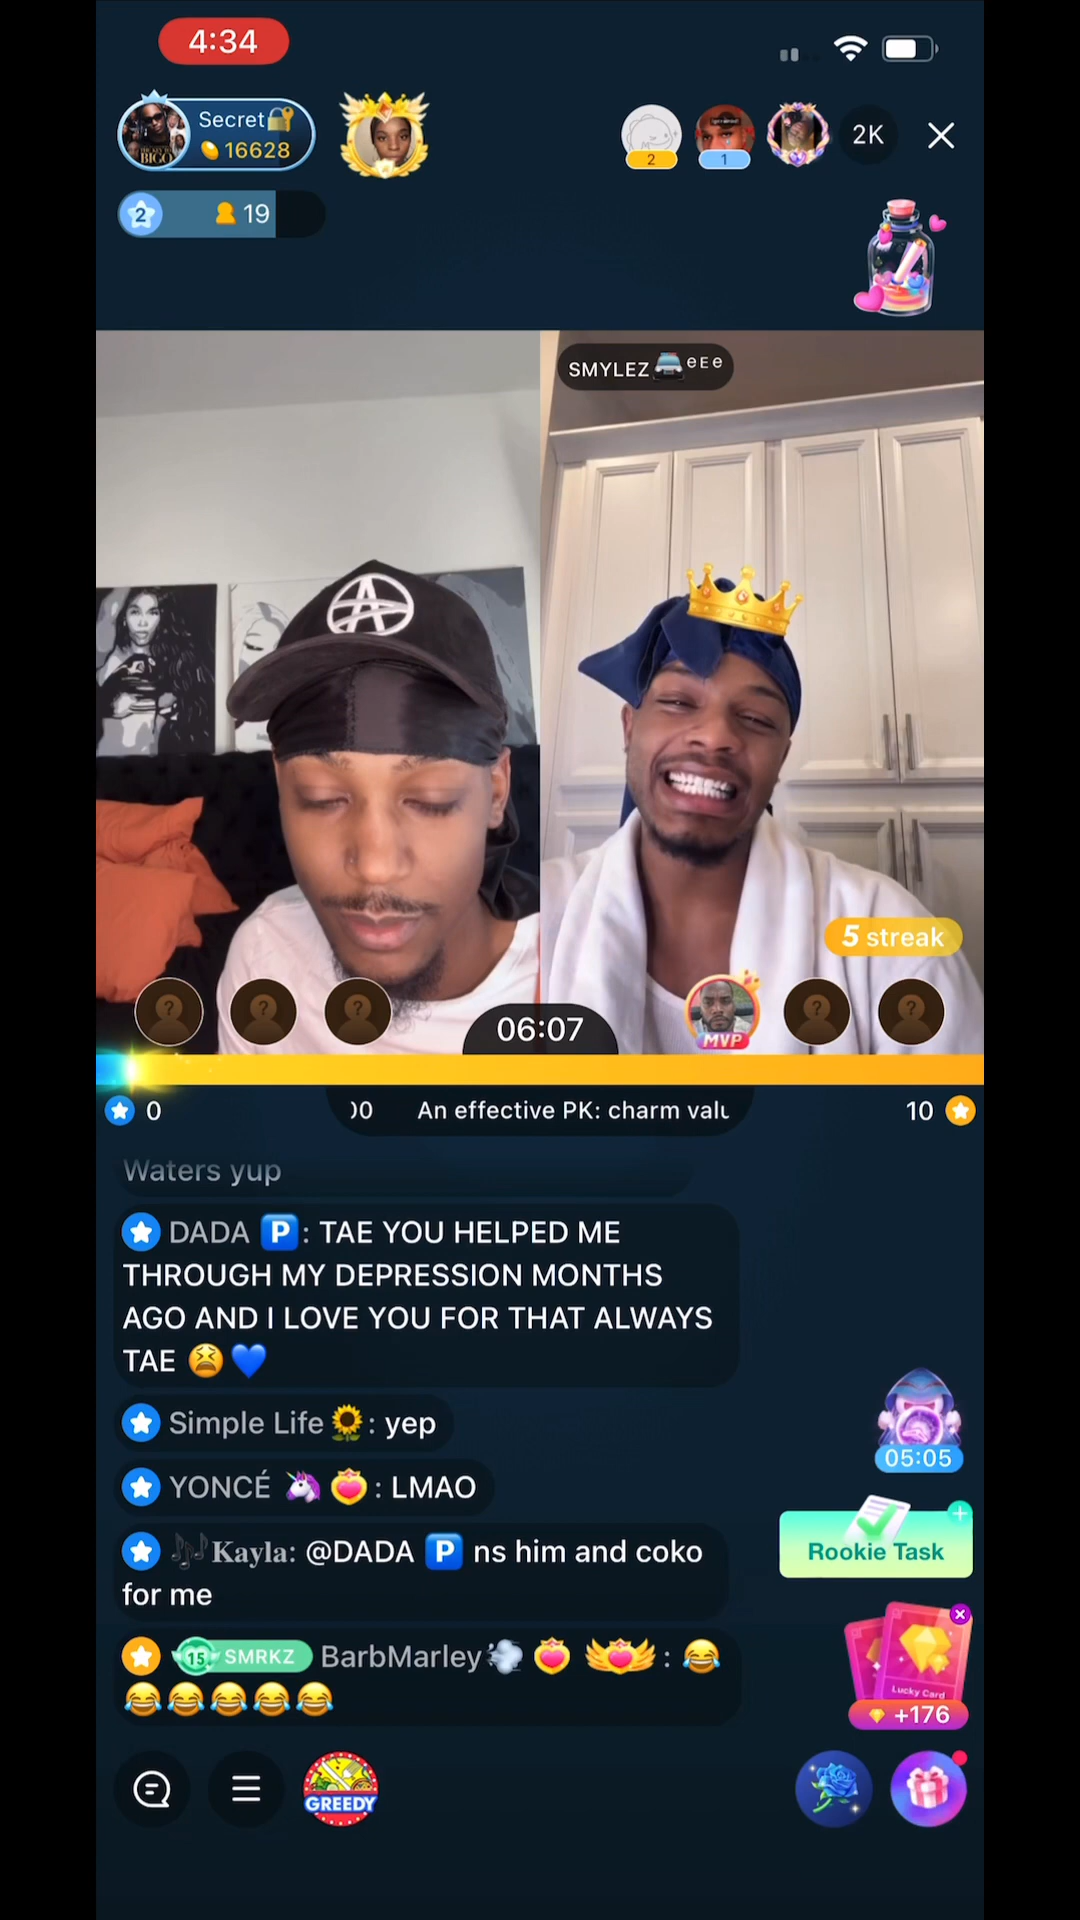 4:34
Secret
16628
2
1
2K
2 19
SMYLEZ ᵉᴱᵉ
5 streak
MVP
06:07
0
An effective PK: charm
10
Waters yup
DADA 🅿️: TAE YOU HELPED ME
THROUGH MY DEPRESSION MONTHS
AGO AND I LOVE YOU FOR THAT ALWAYS
TAE 😫💙
Simple Life🌻: yep
05:05
YONCÉ 🦄 : LMAO
🎶Kayla: @DADA 🅿️ ns him and coko
for me
Rookie Task
15 SMRKZ BarbMarley💨 : 😂
😂😂😂😂😂
Lucky Card
+176
GREEDY